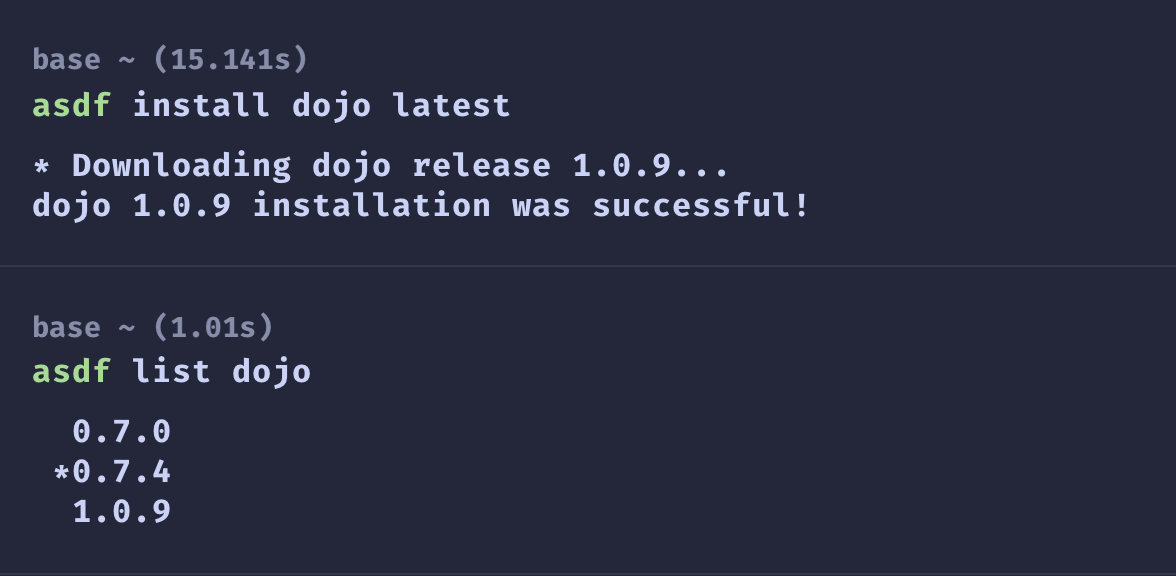 base ~ (15.141s)
asdf install dojo latest
* Downloading dojo release 1.0.9...
dojo 1.0.9 installation was successful!
base ~ (1.01s)
asdf list dojo
  0.7.0
 *0.7.4
  1.0.9